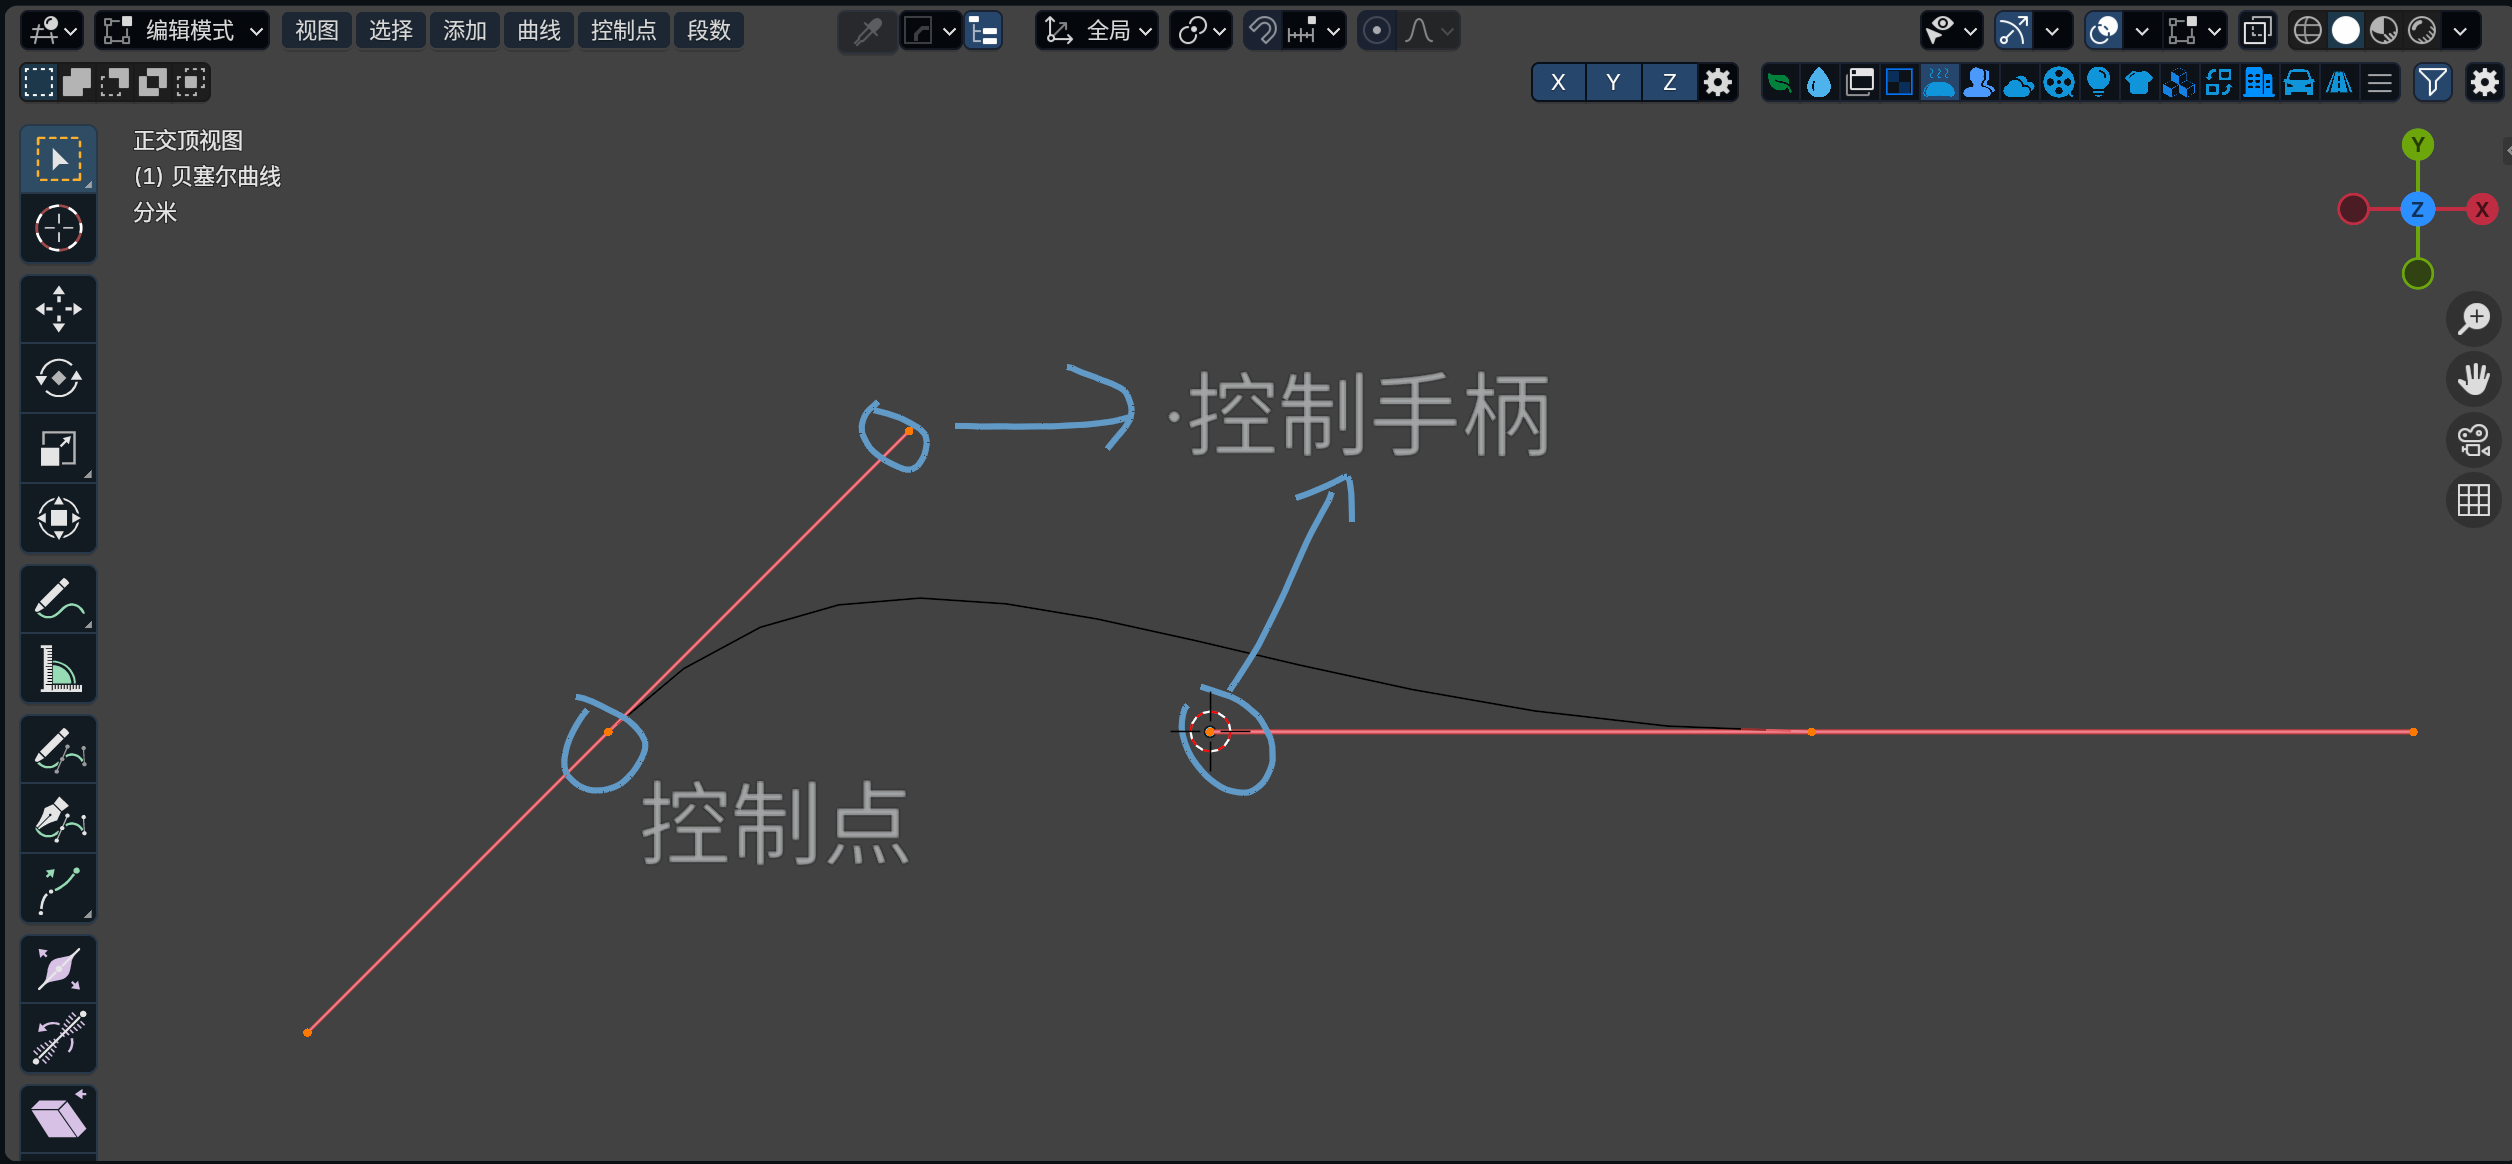 编辑模式 视图 选择 添加 曲线 控制点 段数 全局
X Y Z
正交顶视图
(1) 贝塞尔曲线
分米
Y
Z X
·控制手柄
控制点